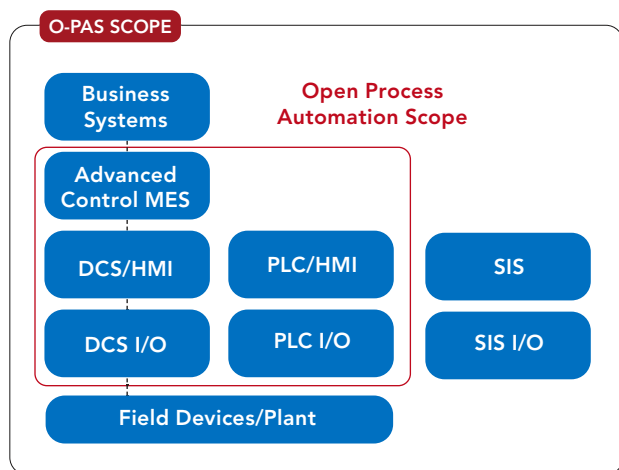 O-PAS SCOPE
Business
Systems
Open Process
Automation Scope
Advanced
Control MES
DCS/HMI
PLC/HMI
SIS
DCS I/O
PLC I/O
SIS I/O
Field Devices/Plant